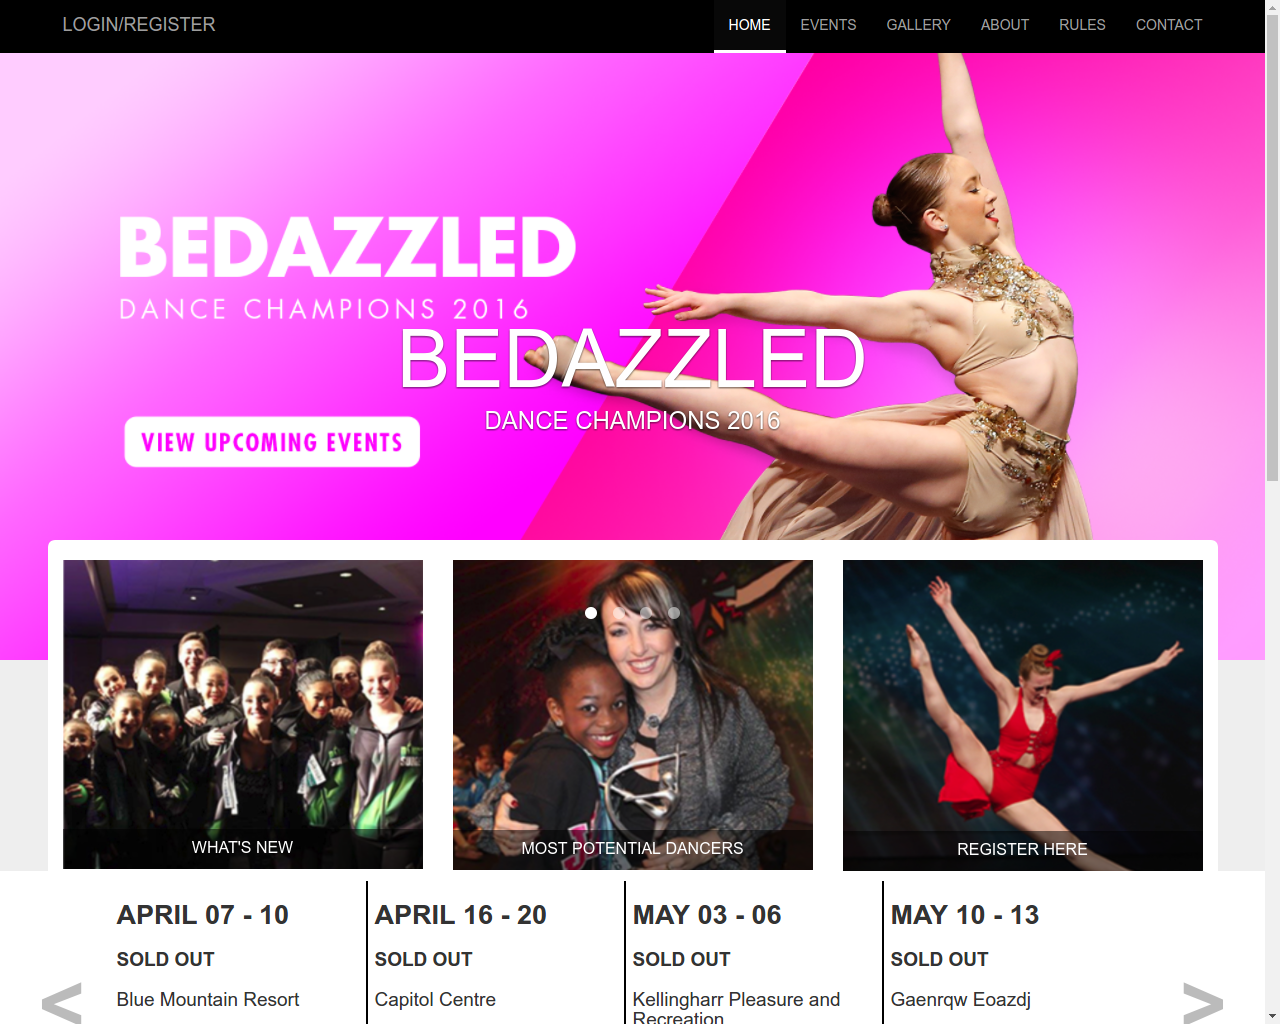 LOGIN/REGISTER
HOME EVENTS GALLERY ABOUT RULES CONTACT
BEDAZZLED
DANCE CHAMPIONS 2016
BEDAZZLED
DANCE CHAMPIONS 2016
VIEW UPCOMING EVENTS
WHAT'S NEW
MOST POTENTIAL DANCERS
REGISTER HERE
APRIL 07 - 10
SOLD OUT
Blue Mountain Resort
APRIL 16 - 20
SOLD OUT
Capitol Centre
MAY 03 - 06
SOLD OUT
Kellingharr Pleasure and
Recreation
MAY 10 - 13
SOLD OUT
Gaenrqw Eoazdj
<
>